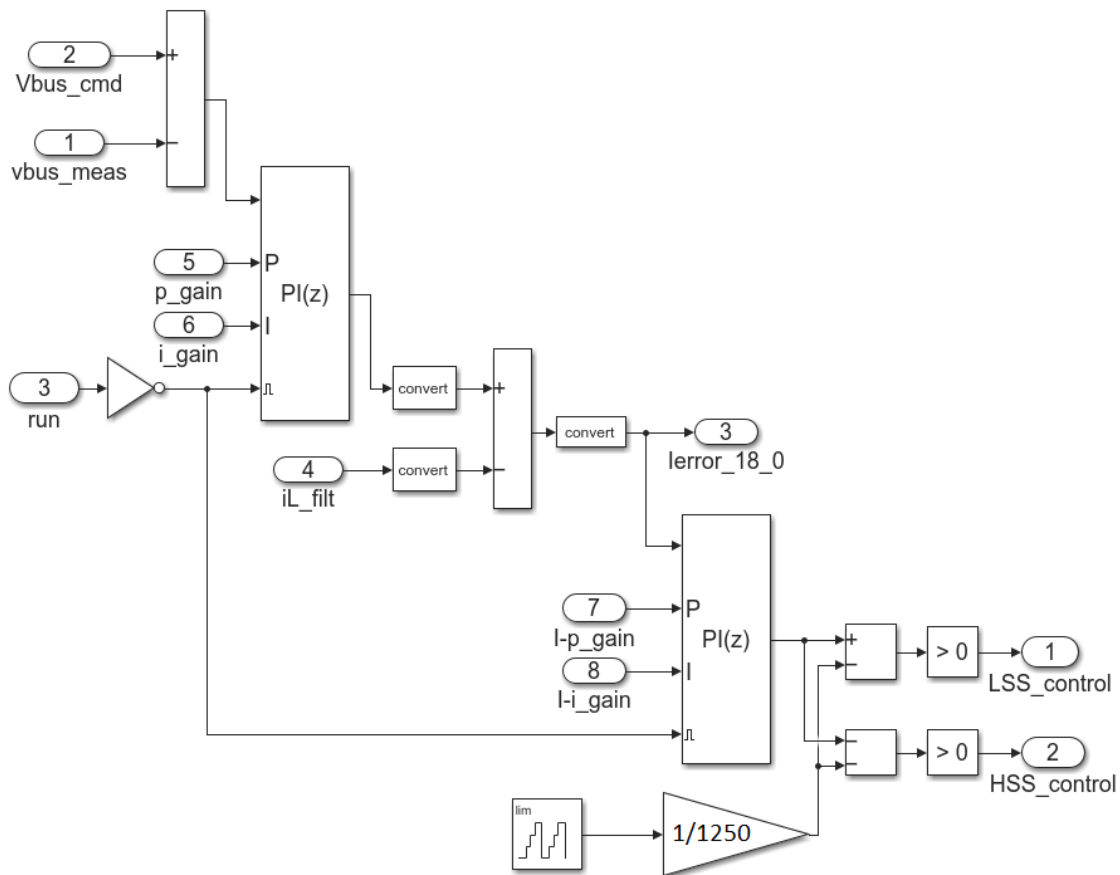 2
+
Vbus_cmd
1
−
vbus_meas
5
P
p_gain
PI(z)
6
I
i_gain
3
run
convert
+
convert
3
Ierror_18_0
4
convert
−
iL_filt
7
P
I-p_gain
PI(z)
8
I
I-i_gain
+
−
> 0
1
LSS_control
−
−
> 0
2
HSS_control
lim
1/1250